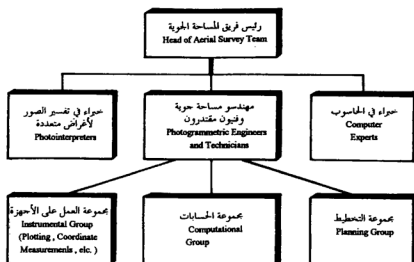 رئيس فريق المساحة الجوية
Head of Aerial Survey Team
خبراء في تفسير الصور
لأغراض متعددة
Photointerpreters
مهندسو مساحة جوية
وفنيون مقتدرون
Photogrammetric Engineers
and Technicians
خبراء في الحاسوب
Computer
Experts
مجموعة العمل على الأجهزة
Instrumental Group
(Plotting , Coordinate
Measurements , etc. )
مجموعة الحسابات
Computational
Group
مجموعة التخطيط
Planning Group